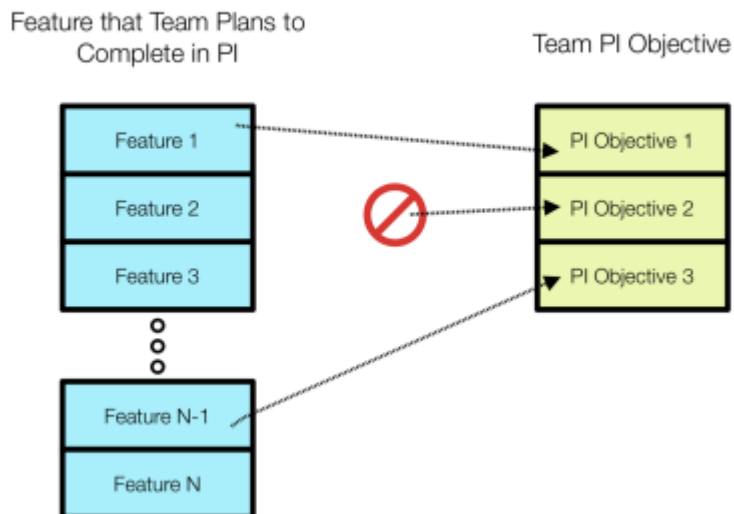 Feature that Team Plans to
Complete in PI
Team PI Objective
Feature 1
Feature 2
Feature 3
Feature N-1
Feature N
PI Objective 1
PI Objective 2
PI Objective 3